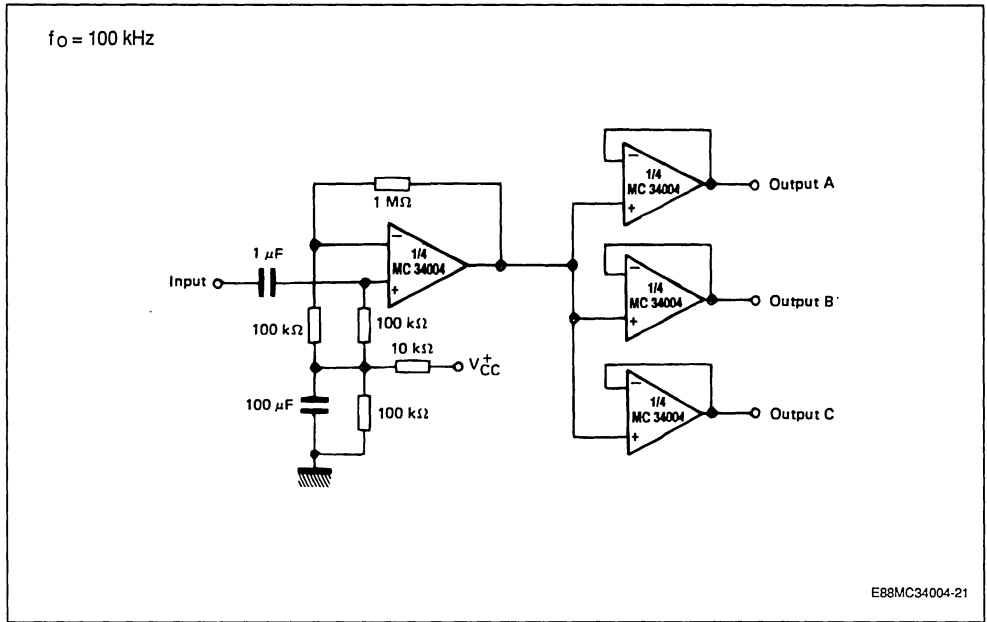 fO = 100 kHz
1/4
MC 34004
Output A
1 MΩ
1 μF
1/4
MC 34004
Input
1/4
MC 34004
Output B
100 kΩ
100 kΩ
10 kΩ
V+CC
100 μF
100 kΩ
1/4
MC 34004
Output C
E88MC34004-21